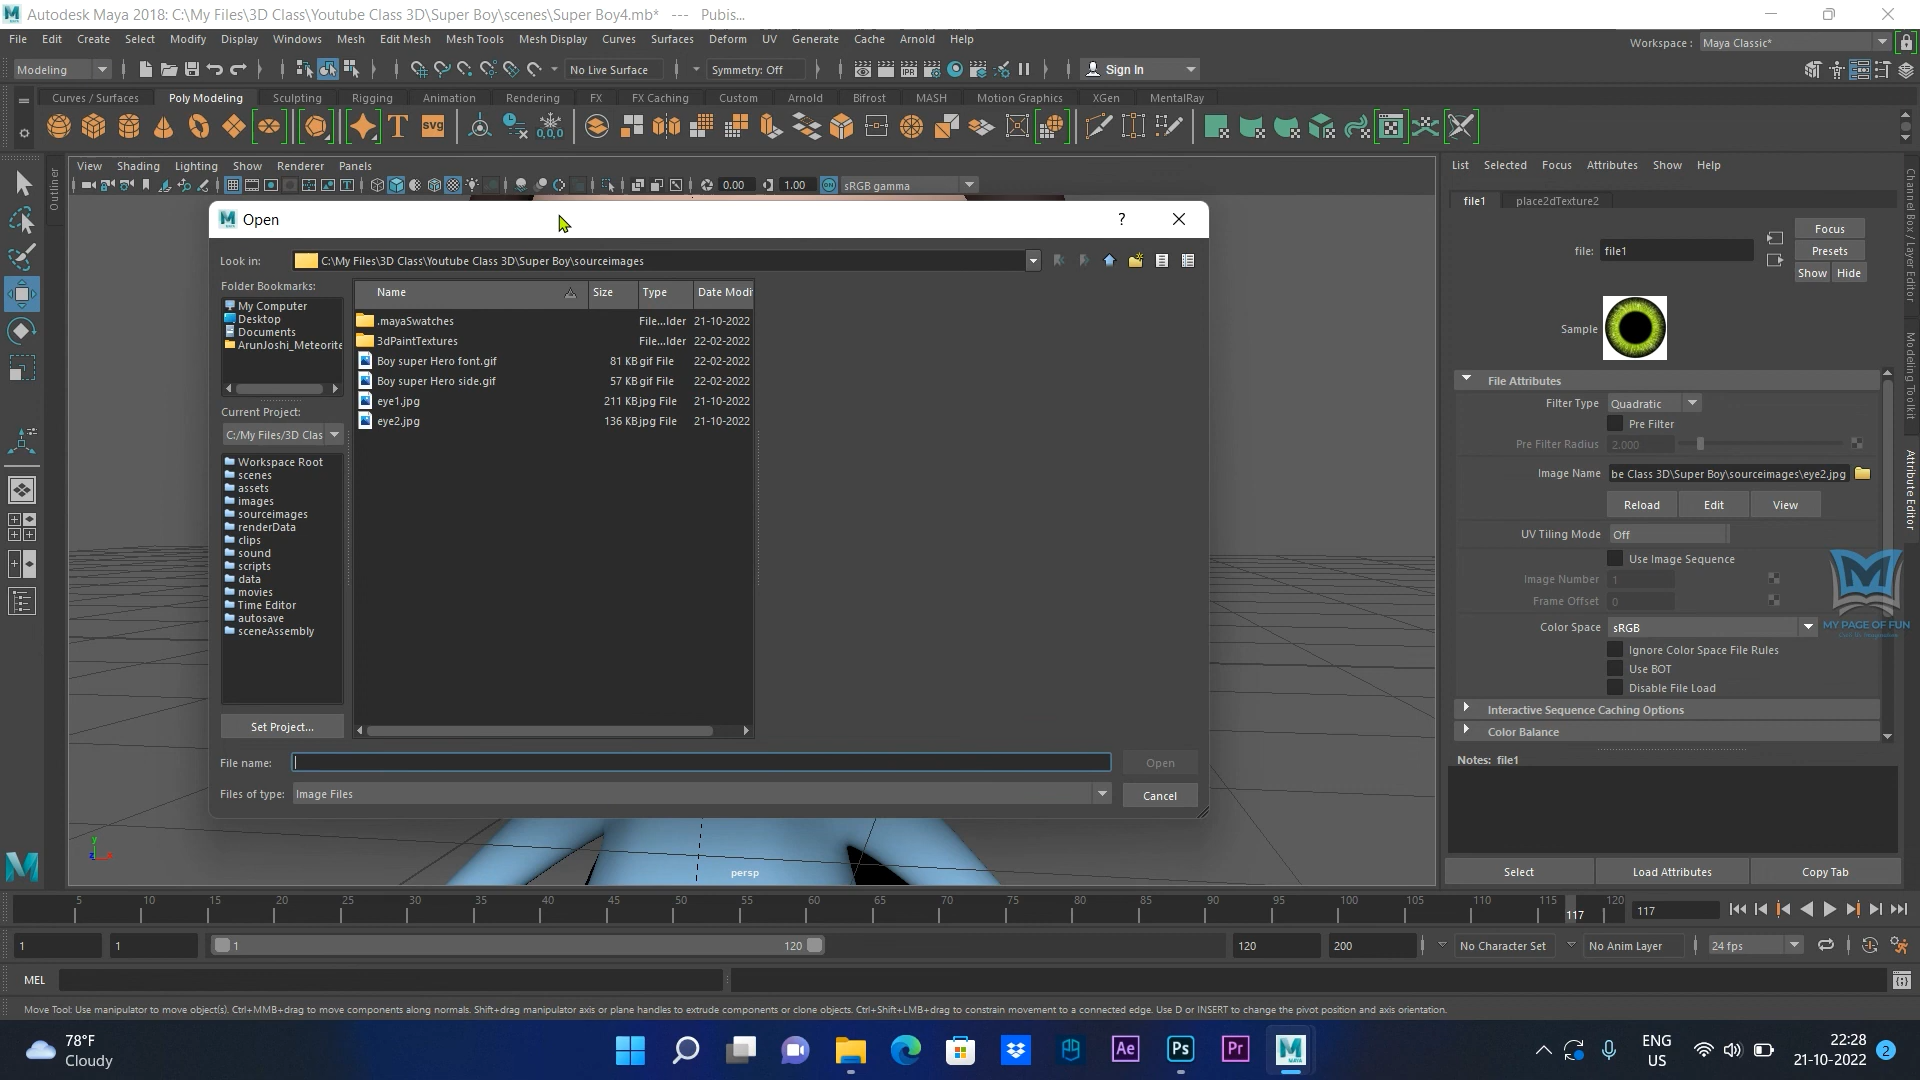 Autodesk Maya 2018: C:\My Files\3D Class\Youtube Class 3D\Super Boy\scenes\Super Boy4.mb*   ---   Pubis...
File Edit Create Select Modify Display Windows Mesh Edit Mesh Mesh Tools Mesh Display Curves Surfaces Deform UV Generate Cache Arnold Help
Workspace : Maya Classic*
Modeling
No Live Surface
Symmetry: Off
Sign In
Curves / Surfaces Poly Modeling Sculpting Rigging Animation Rendering FX FX Caching Custom Arnold Bifrost MASH Motion Graphics XGen MentalRay
T SVG 0,0,0
IPR
View Shading Lighting Show Renderer Panels
0.00 1.00 ON sRGB gamma
Outliner
Open
?
Look in: C:\My Files\3D Class\Youtube Class 3D\Super Boy\sourceimages
Folder Bookmarks:
My Computer
Desktop
Documents
ArunJoshi_Meteorite
Name Size Type Date Modi
.mayaSwatches File...lder 21-10-2022
3dPaintTextures File...lder 22-02-2022
Boy super Hero font.gif 81 KB gif File 22-02-2022
Boy super Hero side.gif 57 KB gif File 22-02-2022
eye1.jpg 211 KB jpg File 21-10-2022
eye2.jpg 136 KB jpg File 21-10-2022
Current Project:
C:/My Files/3D Clas
Workspace Root
scenes
assets
images
sourceimages
renderData
clips
sound
scripts
data
movies
Time Editor
autosave
sceneAssembly
Set Project...
File name:
Open
Files of type: Image Files
Cancel
persp
y
List Selected Focus Attributes Show Help
file1 place2dTexture2
file: file1
Focus
Presets
Show Hide
Sample
File Attributes
Filter Type Quadratic
Pre Filter
Pre Filter Radius 2.000
Image Name be Class 3D\Super Boy\sourceimages\eye2.jpg
Reload Edit View
UV Tiling Mode Off
Use Image Sequence
Image Number 1
Frame Offset 0
Color Space sRGB
Ignore Color Space File Rules
Use BOT
Disable File Load
Interactive Sequence Caching Options
Color Balance
Notes: file1
Select Load Attributes Copy Tab
Channel Box / Layer Editor
Modeling Toolkit
Attribute Editor
M
MY PAGE OF FUN
5 10 15 20 25 30 35 40 45 50 55 60 65 70 75 80 85 90 95 100 105 110 115 120
117
117
1 1 1 120 120 200 No Character Set No Anim Layer 24 fps
MEL
Move Tool: Use manipulator to move object(s). Ctrl+MMB+drag to move components along normals. Shift+drag manipulator axis or plane handles to extrude components or clone objects. Ctrl+Shift+LMB+drag to constrain movement to a connected edge. Use D or INSERT to change the pivot position and axis orientation.
78°F
Cloudy
Ae Ps Pr M
ENG
US
22:28
21-10-2022
2